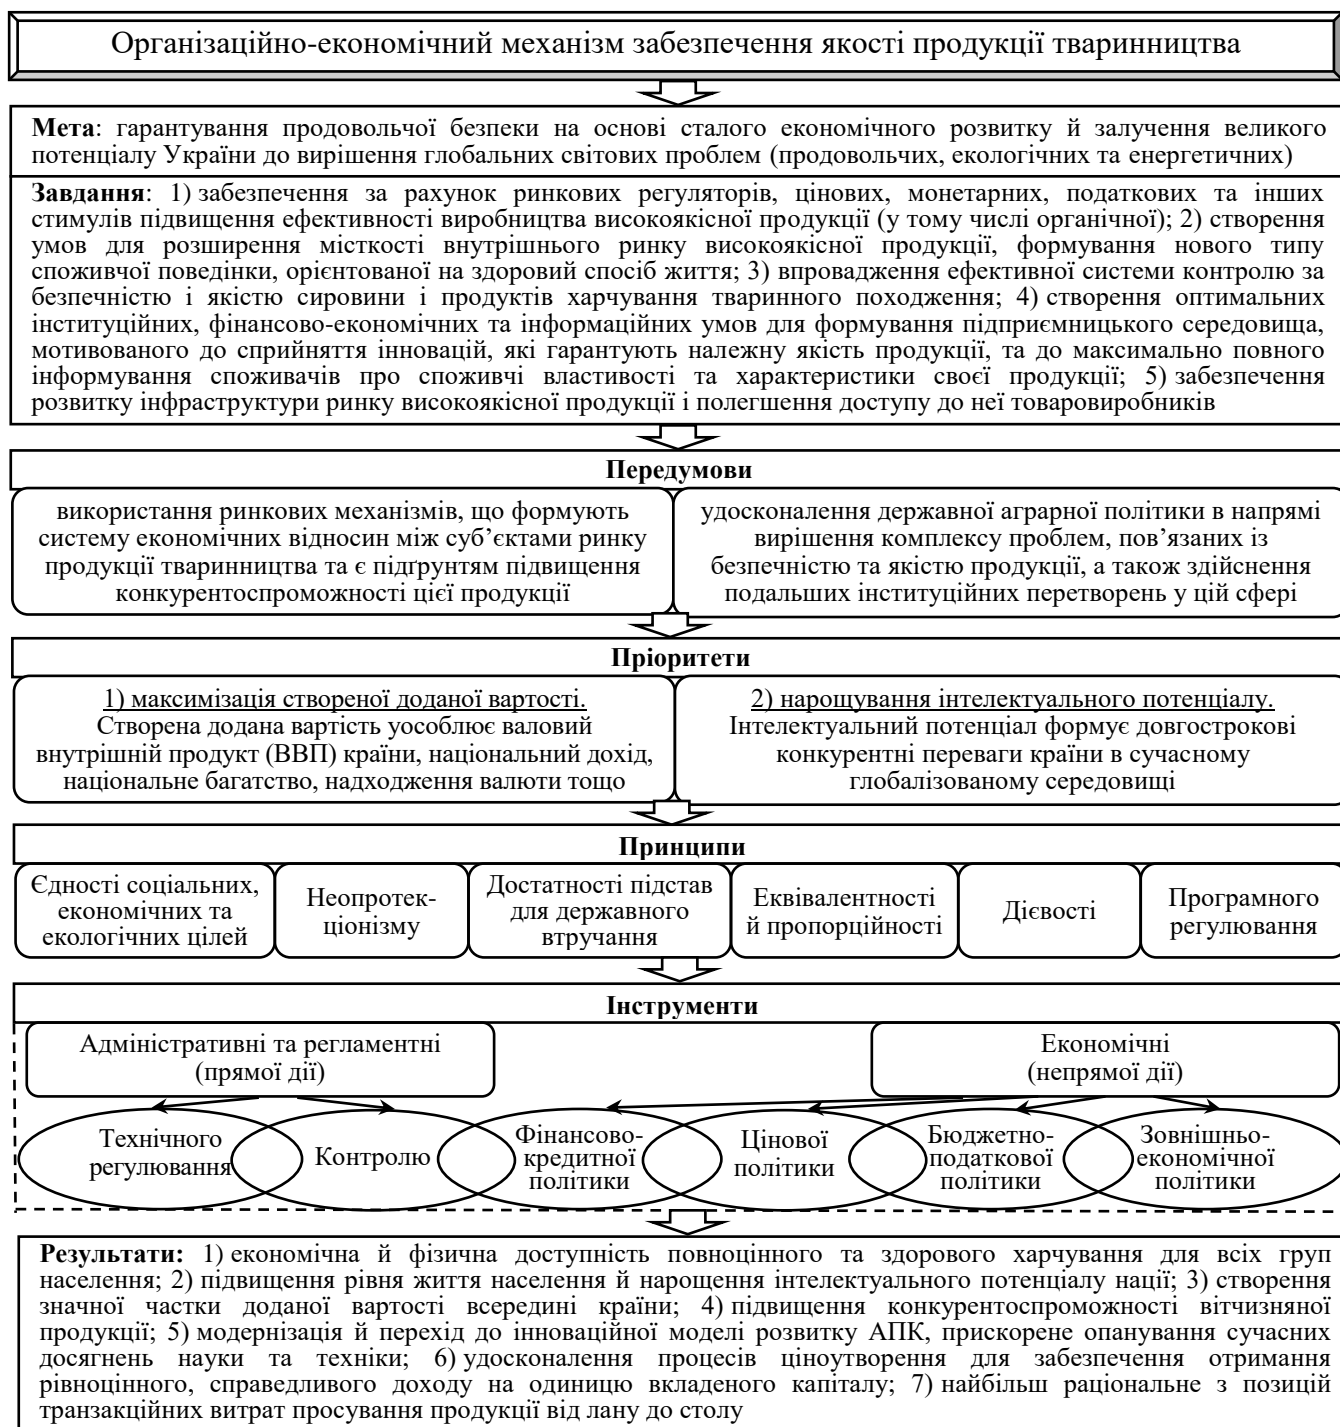 Організаційно-економічний механізм забезпечення якості продукції тваринництва
Мета: гарантування продовольчої безпеки на основі сталого економічного розвитку й залучення великого
потенціалу України до вирішення глобальних світових проблем (продовольчих, екологічних та енергетичних)
Завдання: 1) забезпечення за рахунок ринкових регуляторів, цінових, монетарних, податкових та інших
стимулів підвищення ефективності виробництва високоякісної продукції (у тому числі органічної); 2) створення
умов для розширення місткості внутрішнього ринку високоякісної продукції, формування нового типу
споживчої поведінки, орієнтованої на здоровий спосіб життя; 3) впровадження ефективної системи контролю за
безпечністю і якістю сировини і продуктів харчування тваринного походження; 4) створення оптимальних
інституційних, фінансово-економічних та інформаційних умов для формування підприємницького середовища,
мотивованого до сприйняття інновацій, які гарантують належну якість продукції, та до максимально повного
інформування споживачів про споживчі властивості та характеристики своєї продукції; 5) забезпечення
розвитку інфраструктури ринку високоякісної продукції і полегшення доступу до неї товаровиробників
Передумови
використання ринкових механізмів, що формують
систему економічних відносин між суб’єктами ринку
продукції тваринництва та є підґрунтям підвищення
конкурентоспроможності цієї продукції
удосконалення державної аграрної політики в напрямі
вирішення комплексу проблем, пов’язаних із
безпечністю та якістю продукції, а також здійснення
подальших інституційних перетворень у цій сфері
Пріоритети
1) максимізація створеної доданої вартості.
Створена додана вартість уособлює валовий
внутрішній продукт (ВВП) країни, національний дохід,
національне багатство, надходження валюти тощо
2) нарощування інтелектуального потенціалу.
Інтелектуальний потенціал формує довгострокові
конкурентні переваги країни в сучасному
глобалізованому середовищі
Принципи
Єдності соціальних,
економічних та
екологічних цілей
Неопротек-
ціонізму
Достатності підстав
для державного
втручання
Еквівалентності
й пропорційності
Дієвості
Програмного
регулювання
Інструменти
Адміністративні та регламентні
(прямої дії)
Економічні
(непрямої дії)
Технічного
регулювання
Контролю
Фінансово-
кредитної
політики
Цінової
політики
Бюджетно-
податкової
політики
Зовнішньо-
економічної
політики
Результати: 1) економічна й фізична доступність повноцінного та здорового харчування для всіх груп
населення; 2) підвищення рівня життя населення й нарощення інтелектуального потенціалу нації; 3) створення
значної частки доданої вартості всередині країни; 4) підвищення конкурентоспроможності вітчизняної
продукції; 5) модернізація й перехід до інноваційної моделі розвитку АПК, прискорене опанування сучасних
досягнень науки та техніки; 6) удосконалення процесів ціноутворення для забезпечення отримання
рівноцінного, справедливого доходу на одиницю вкладеного капіталу; 7) найбільш раціональне з позицій
транзакційних витрат просування продукції від лану до столу